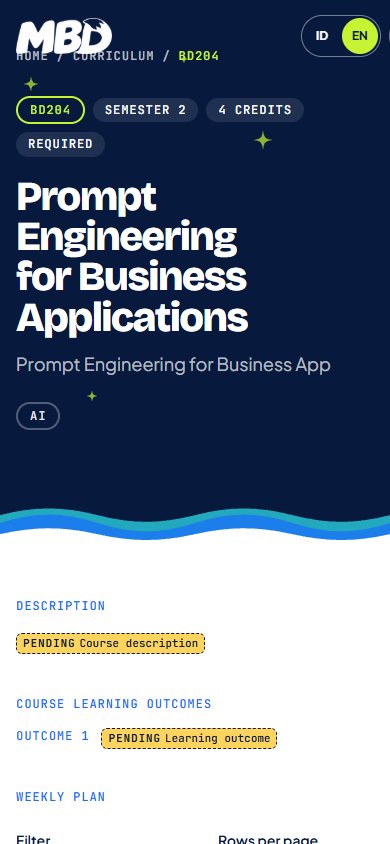 MBD
ID EN
HOME / CURRICULUM / BD204
BD204 SEMESTER 2 4 CREDITS
REQUIRED
Prompt
Engineering
for Business
Applications
Prompt Engineering for Business App
AI
DESCRIPTION
PENDING Course description
COURSE LEARNING OUTCOMES
OUTCOME 1 PENDING Learning outcome
WEEKLY PLAN
Filter Rows per page